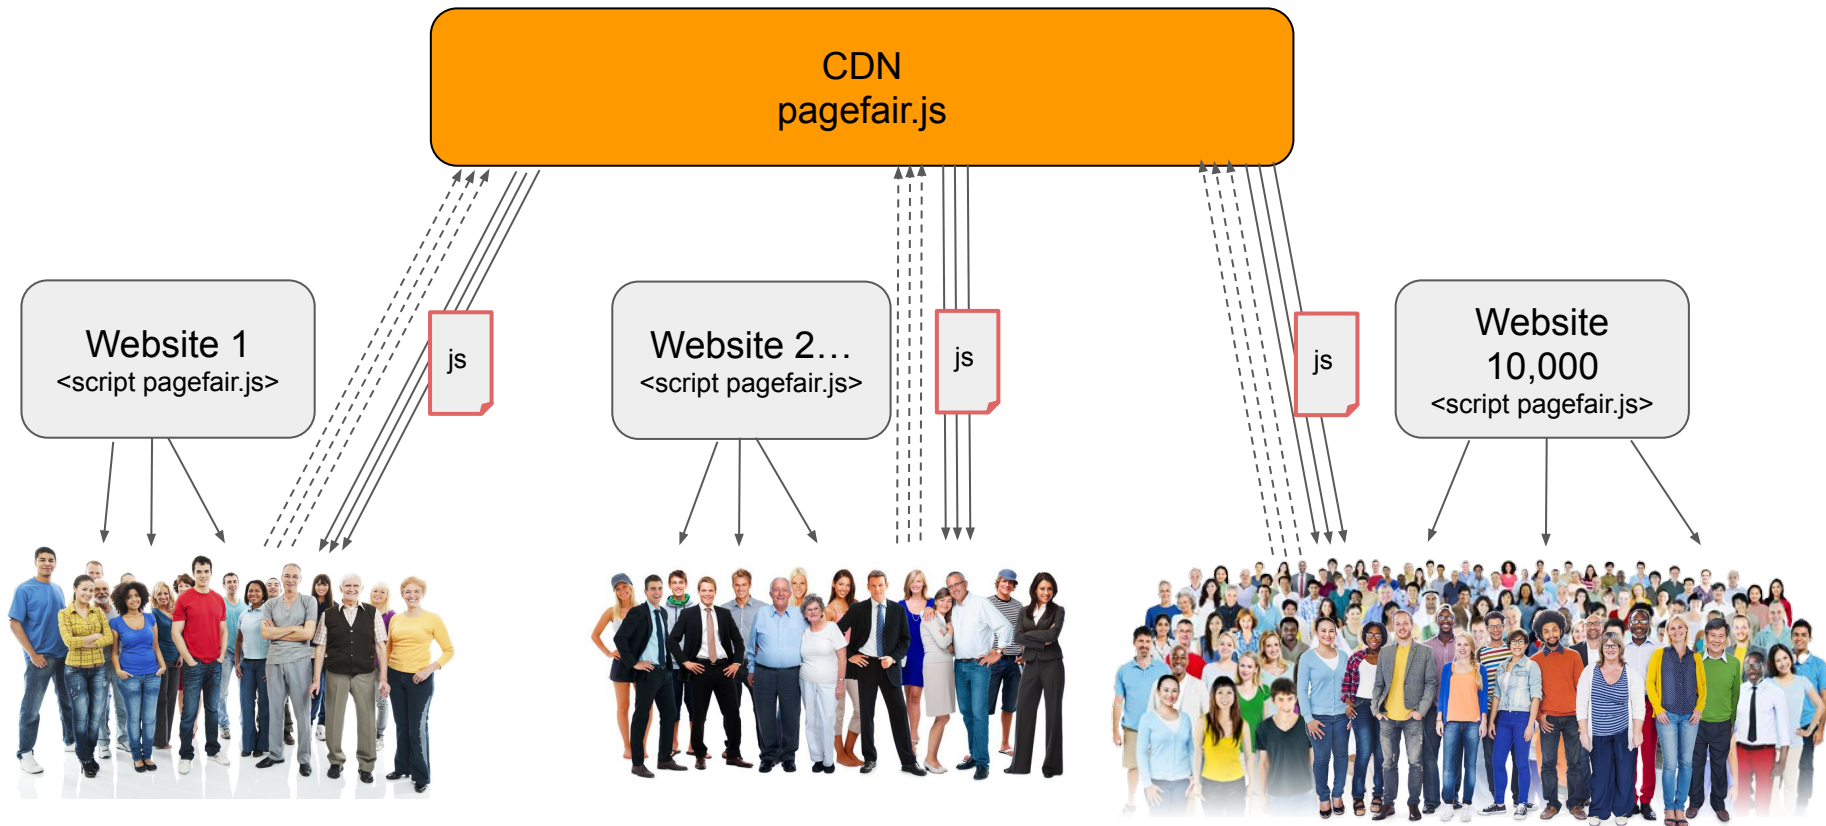 CDN
pagefair.js
Website 1
<script pagefair.js>
js
Website 2…
<script pagefair.js>
js
js
Website
10,000
<script pagefair.js>